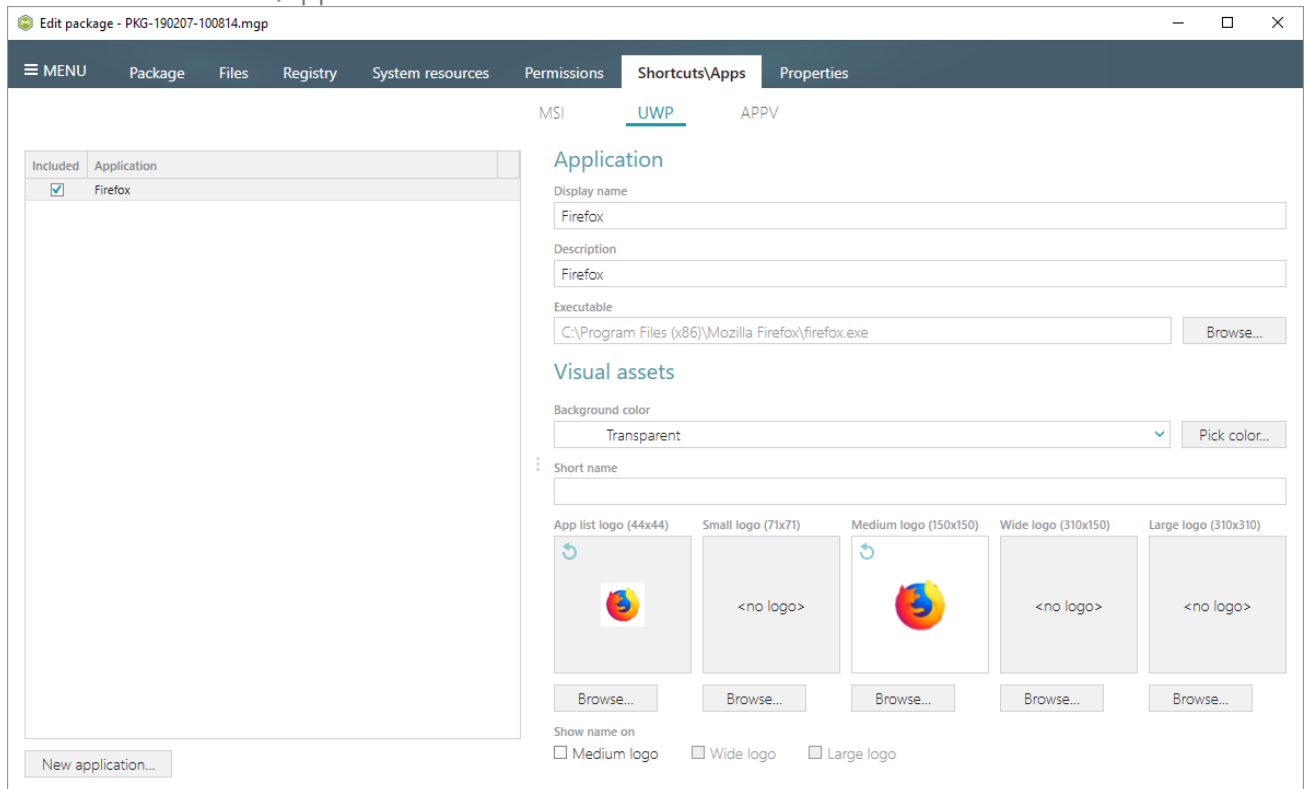 Edit package - PKG-190207-100814.mgp
MENU Package Files Registry System resources Permissions Shortcuts\Apps Properties
MSI UWP APPV
Included Application
Firefox
New application...
Application
Display name
Firefox
Description
Firefox
Executable
C:\Program Files (x86)\Mozilla Firefox\firefox.exe Browse...
Visual assets
Background color
Transparent Pick color...
Short name
App list logo (44x44) Small logo (71x71) Medium logo (150x150) Wide logo (310x150) Large logo (310x310)
<no logo> <no logo> <no logo>
Browse... Browse... Browse... Browse... Browse...
Show name on
Medium logo Wide logo Large logo